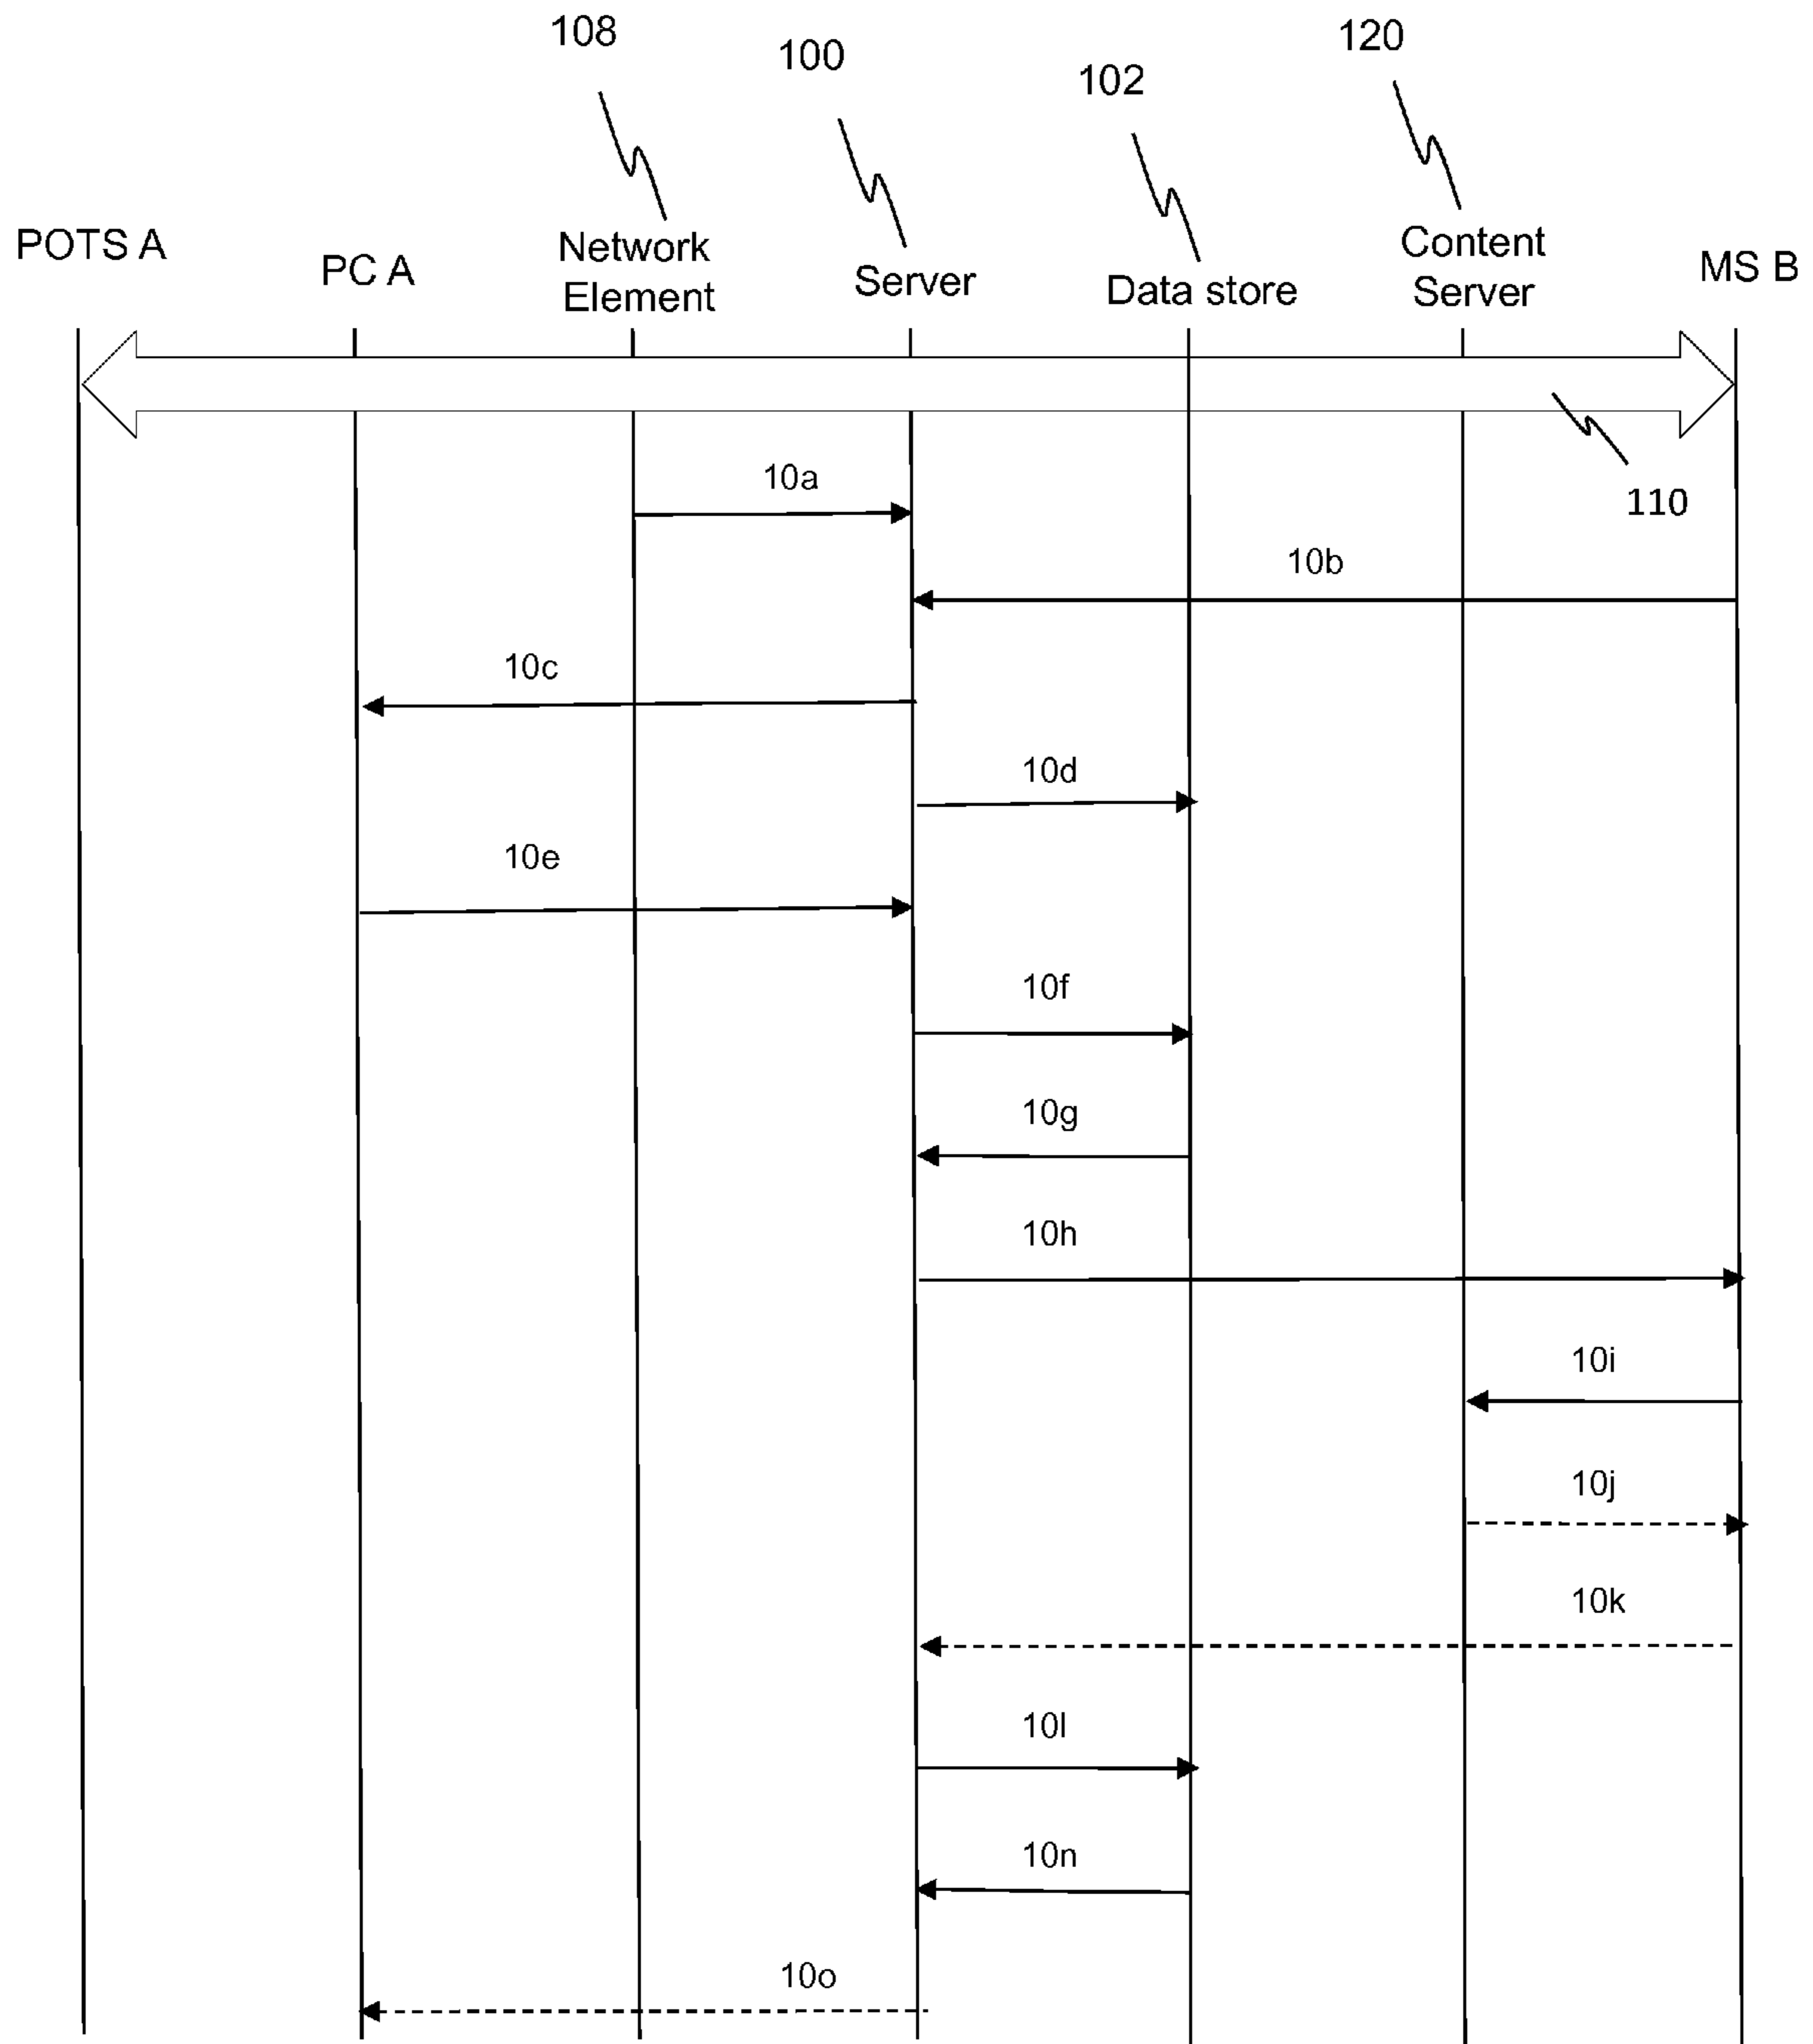 108
100
102
120
POTS A
PC A
Network
Element
Server
Data store
Content
Server
MS B
110
10a
10b
10c
10d
10e
10f
10g
10h
10i
10j
10k
10l
10n
10o